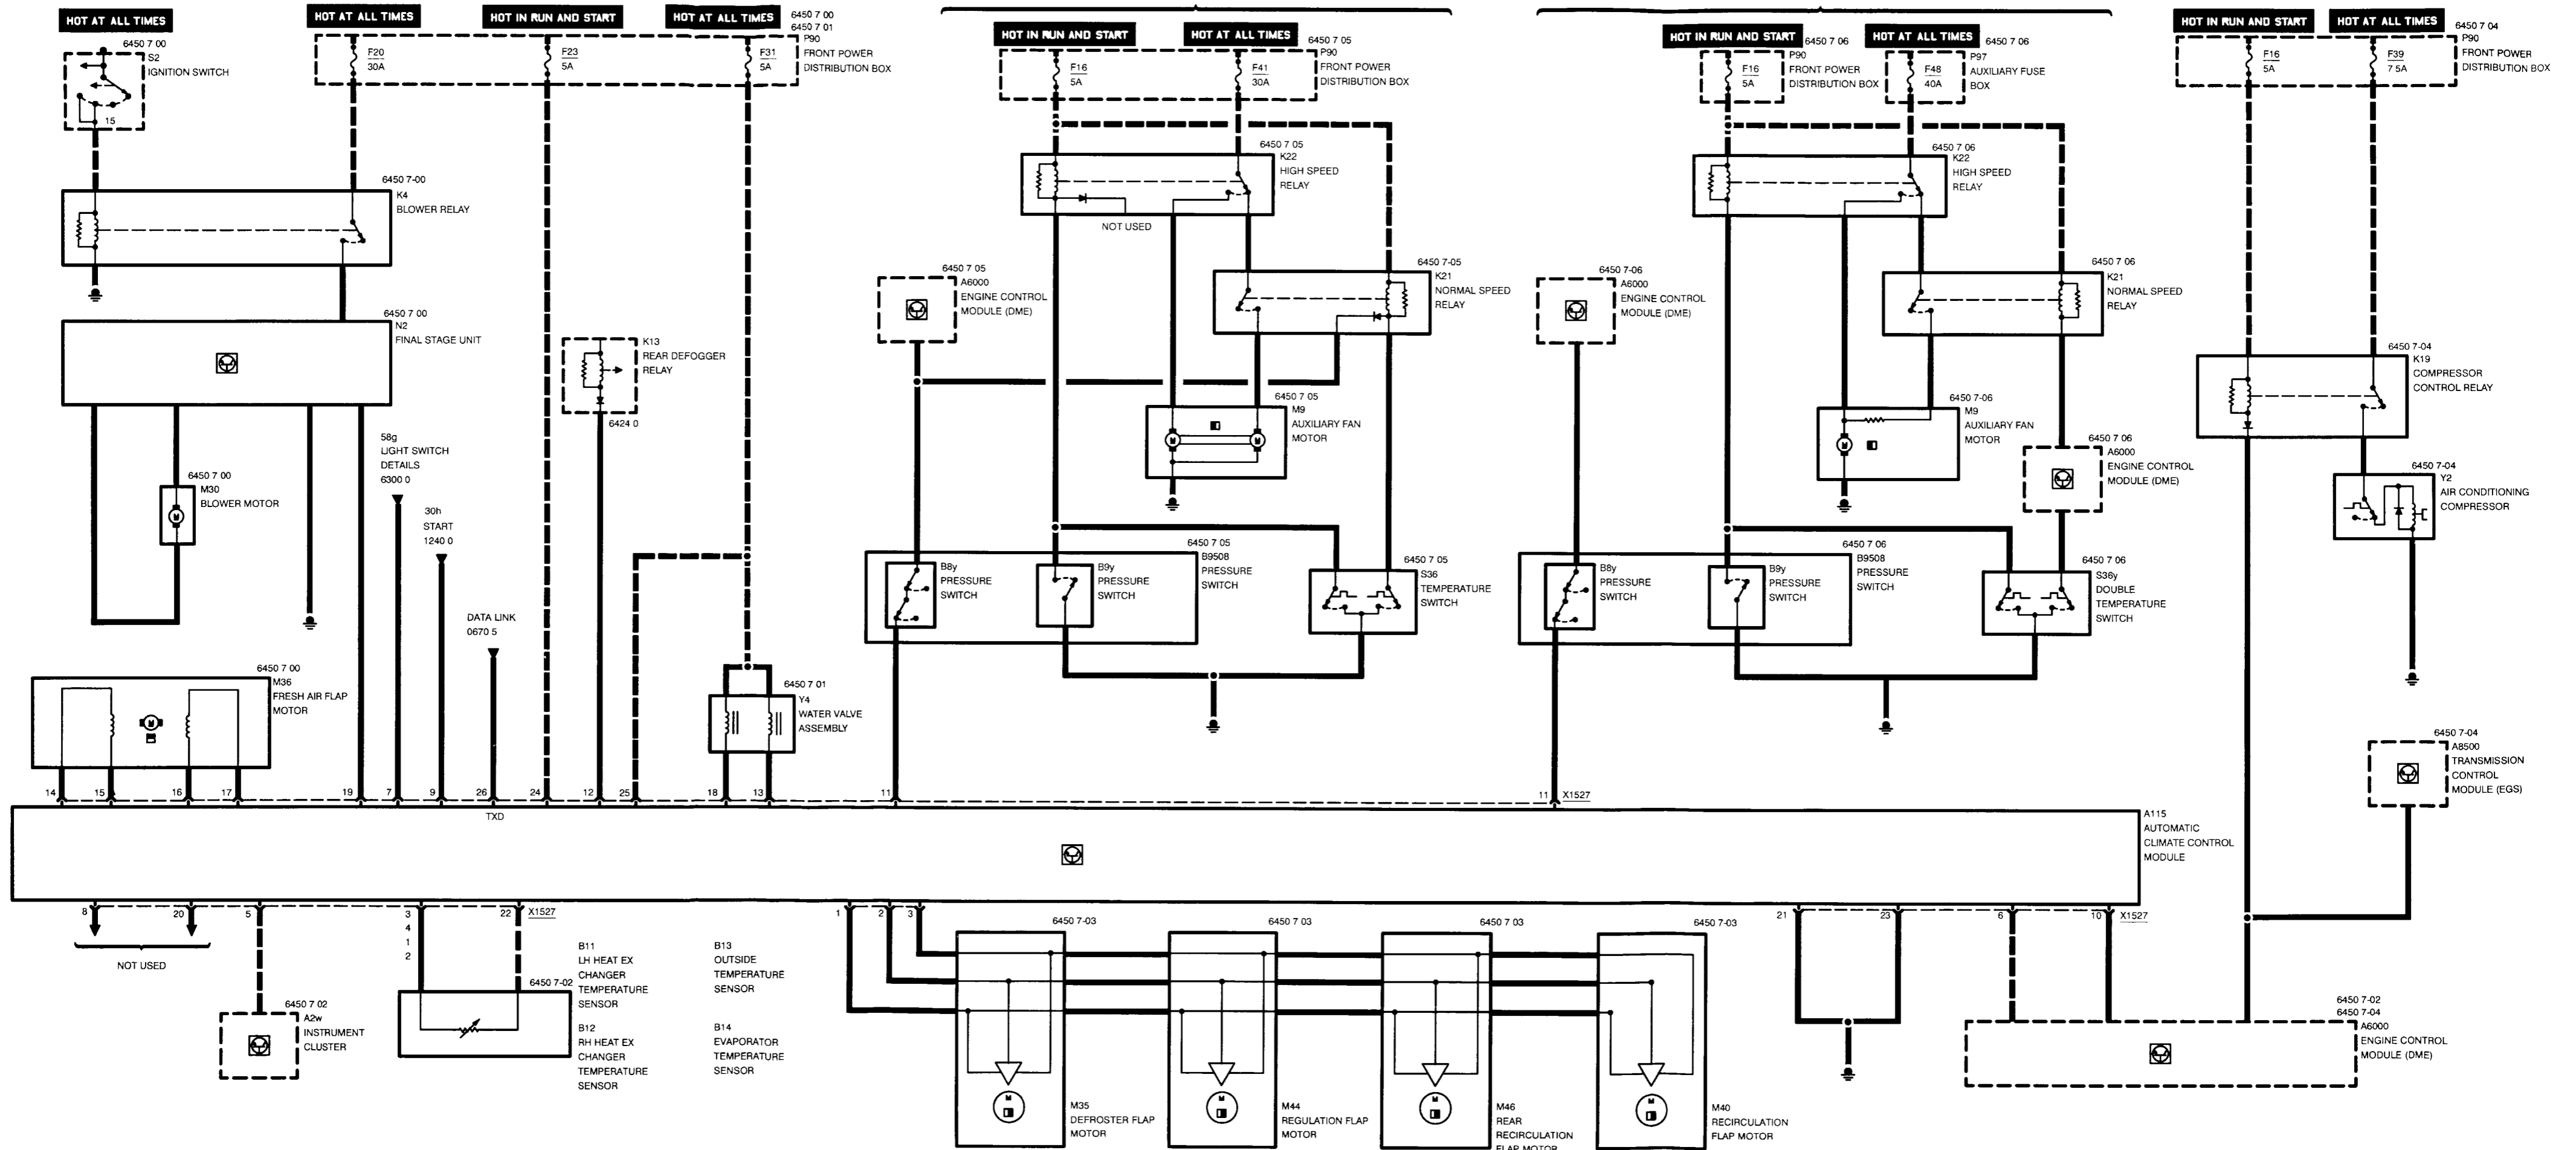 HOT AT ALL TIMES
6450 7 00
S2
IGNITION SWITCH
15
HOT AT ALL TIMES
HOT IN RUN AND START
HOT AT ALL TIMES
6450 7 00
6450 7 01
P90
FRONT POWER
DISTRIBUTION BOX
F20
30A
F23
5A
F31
5A
HOT IN RUN AND START
HOT AT ALL TIMES
6450 7 05
P90
FRONT POWER
DISTRIBUTION BOX
F16
5A
F41
30A
HOT IN RUN AND START
6450 7 06
P90
FRONT POWER
DISTRIBUTION BOX
F16
5A
HOT AT ALL TIMES
6450 7 06
P97
AUXILIARY FUSE
BOX
F48
40A
HOT IN RUN AND START
HOT AT ALL TIMES
6450 7 04
P90
FRONT POWER
DISTRIBUTION BOX
F16
5A
F39
7 5A
6450 7-00
K4
BLOWER RELAY
6450 7 00
N2
FINAL STAGE UNIT
6450 7 00
M30
BLOWER MOTOR
M
58g
LIGHT SWITCH
DETAILS
6300 0
30h
START
1240 0
DATA LINK
0670 5
K13
REAR DEFOGGER
RELAY
6424 0
6450 7 00
M36
FRESH AIR FLAP
MOTOR
M
6450 7 01
Y4
WATER VALVE
ASSEMBLY
6450 7 05
K22
HIGH SPEED
RELAY
NOT USED
6450 7 05
A6000
ENGINE CONTROL
MODULE (DME)
6450 7-05
K21
NORMAL SPEED
RELAY
6450 7 05
M9
AUXILIARY FAN
MOTOR
M
M
6450 7 05
B9508
PRESSURE
SWITCH
B8y
PRESSURE
SWITCH
B9y
PRESSURE
SWITCH
6450 7 05
S36
TEMPERATURE
SWITCH
6450 7 06
K22
HIGH SPEED
RELAY
6450 7-06
A6000
ENGINE CONTROL
MODULE (DME)
6450 7 06
K21
NORMAL SPEED
RELAY
6450 7-06
M9
AUXILIARY FAN
MOTOR
M
6450 7 06
A6000
ENGINE CONTROL
MODULE (DME)
6450 7 06
B9508
PRESSURE
SWITCH
B8y
PRESSURE
SWITCH
B9y
PRESSURE
SWITCH
6450 7 06
S36y
DOUBLE
TEMPERATURE
SWITCH
6450 7-04
K19
COMPRESSOR
CONTROL RELAY
6450 7-04
Y2
AIR CONDITIONING
COMPRESSOR
6450 7-04
A8500
TRANSMISSION
CONTROL
MODULE (EGS)
14 15 16 17 19 7 9 26 24 12 25 18 13 11 11 X1527
TXD
A115
AUTOMATIC
CLIMATE CONTROL
MODULE
8 20 5 3 22 X1527 1 2 3 21 23 6 10 X1527
4
1
2
NOT USED
6450 7 02
A2w
INSTRUMENT
CLUSTER
6450 7-02
B11
LH HEAT EX
CHANGER
TEMPERATURE
SENSOR
B12
RH HEAT EX
CHANGER
TEMPERATURE
SENSOR
B13
OUTSIDE
TEMPERATURE
SENSOR
B14
EVAPORATOR
TEMPERATURE
SENSOR
6450 7-03
M
M35
DEFROSTER FLAP
MOTOR
6450 7 03
M
M44
REGULATION FLAP
MOTOR
6450 7 03
M
M46
REAR
RECIRCULATION
FLAP MOTOR
6450 7-03
M
M40
RECIRCULATION
FLAP MOTOR
6450 7-02
6450 7-04
A6000
ENGINE CONTROL
MODULE (DME)